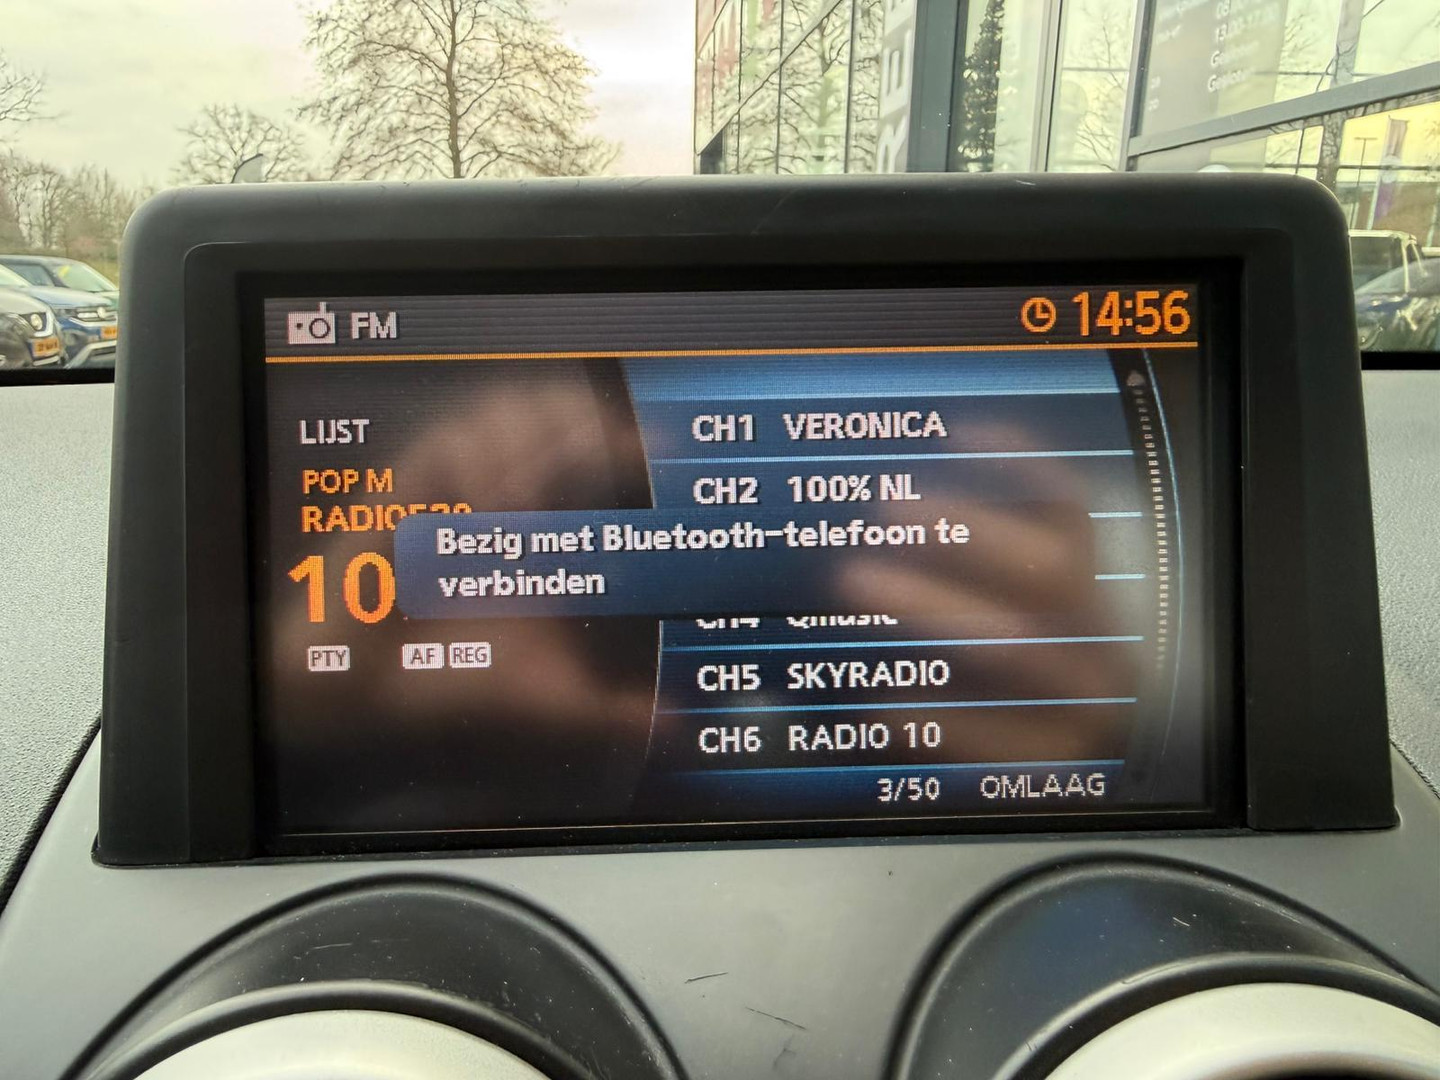 FM
14:56
LIJST
POP M
10
PTY
AF
REG
CH1 VERONICA
CH2 100% NL
Bezig met Bluetooth-telefoon te
verbinden
CH5 SKYRADIO
CH6 RADIO 10
3/50
OMLAAG